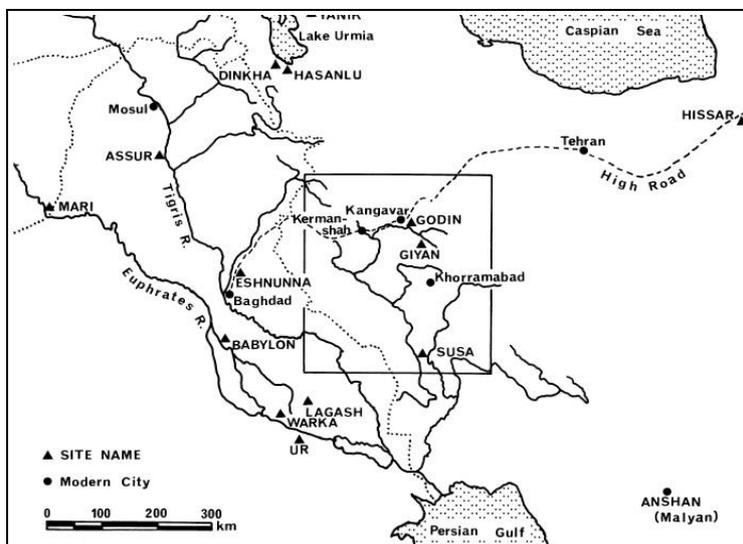 YANIR
Lake Urmia
Caspian Sea
DINKHA
HASANLU
Mosul
HISSAR
ASSUR
Tehran
High Road
Tigris R.
MARI
Kangavar
Kerman-
shah
GODIN
GIYAN
Euphrates R.
ESHNUNNA
Khorramabad
Baghdad
BABYLON
SUSA
LAGASH
WARKA
UR
SITE NAME
Modern City
0 100 200 300
km
ANSHAN
(Malyan)
Persian Gulf